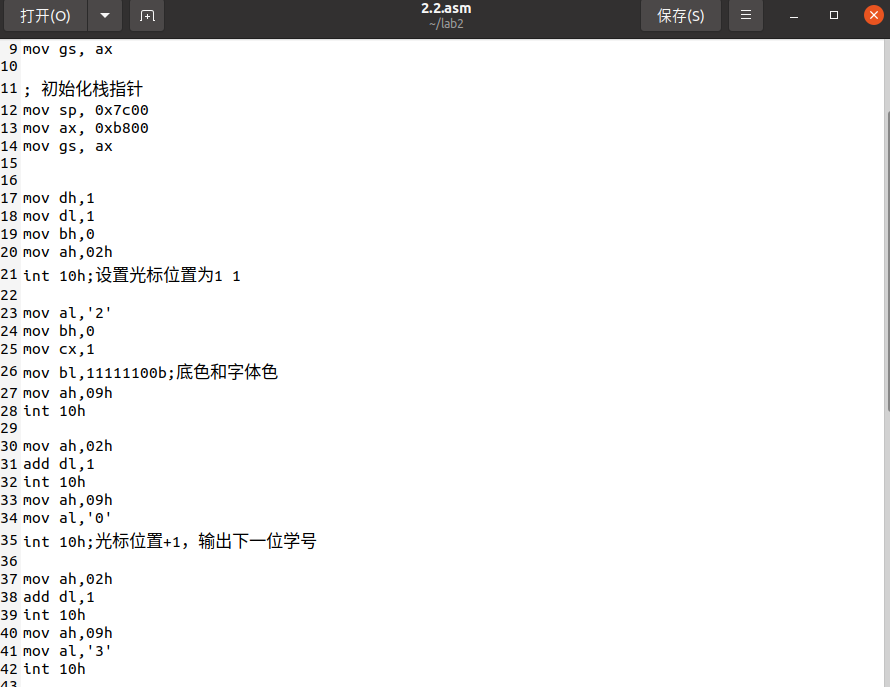 打开(O)
2.2.asm
~/lab2
保存(S)
9 mov gs, ax
10
11 ; 初始化栈指针
12 mov sp, 0x7c00
13 mov ax, 0xb800
14 mov gs, ax
15
16
17 mov dh,1
18 mov dl,1
19 mov bh,0
20 mov ah,02h
21 int 10h;设置光标位置为1 1
22
23 mov al,'2'
24 mov bh,0
25 mov cx,1
26 mov bl,11111100b;底色和字体色
27 mov ah,09h
28 int 10h
29
30 mov ah,02h
31 add dl,1
32 int 10h
33 mov ah,09h
34 mov al,'0'
35 int 10h;光标位置+1，输出下一位学号
36
37 mov ah,02h
38 add dl,1
39 int 10h
40 mov ah,09h
41 mov al,'3'
42 int 10h
43